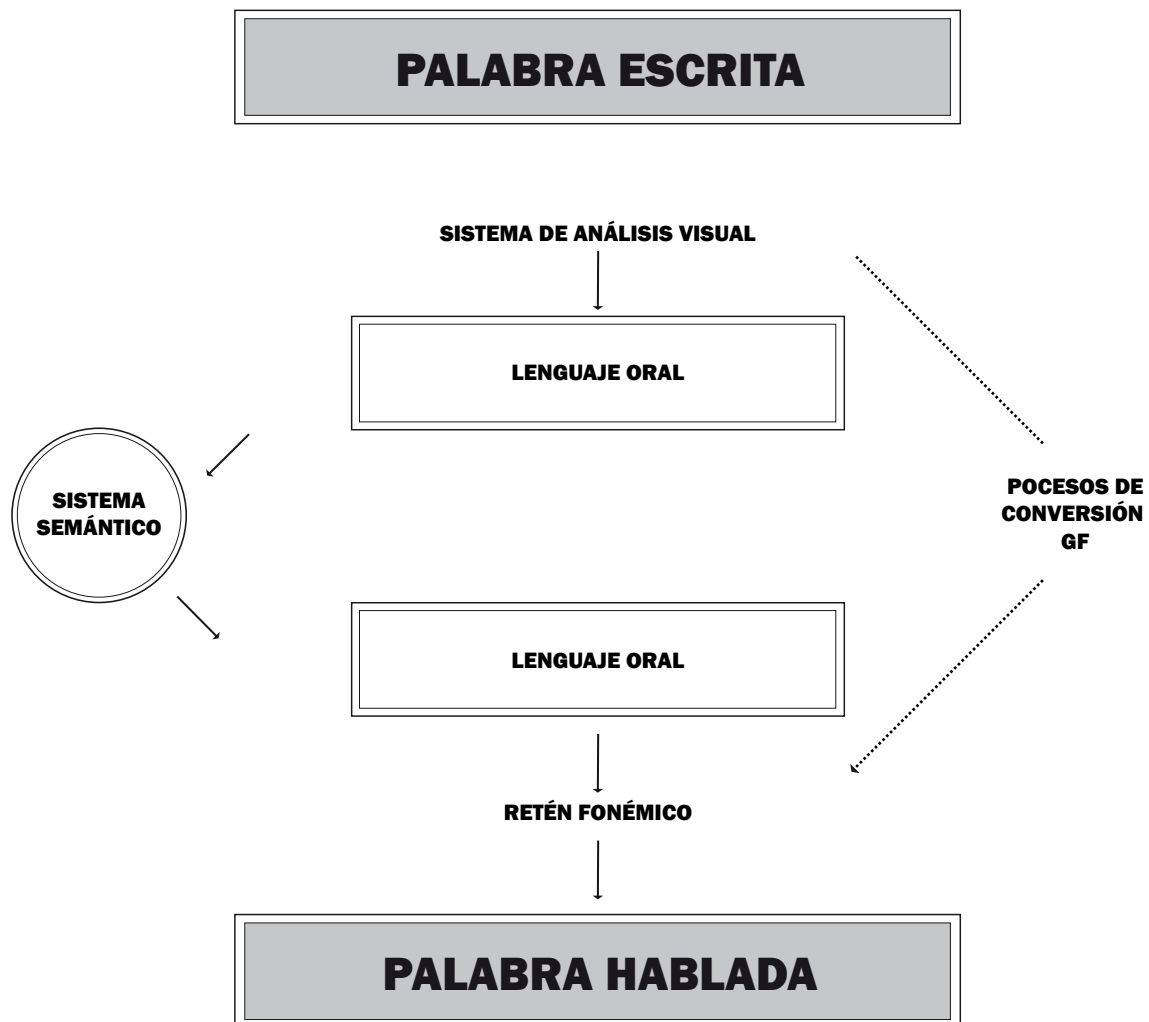 PALABRA ESCRITA
SISTEMA DE ANÁLISIS VISUAL
LENGUAJE ORAL
SISTEMA
SEMÁNTICO
POCESOS DE
CONVERSIÓN
GF
LENGUAJE ORAL
RETÉN FONÉMICO
PALABRA HABLADA